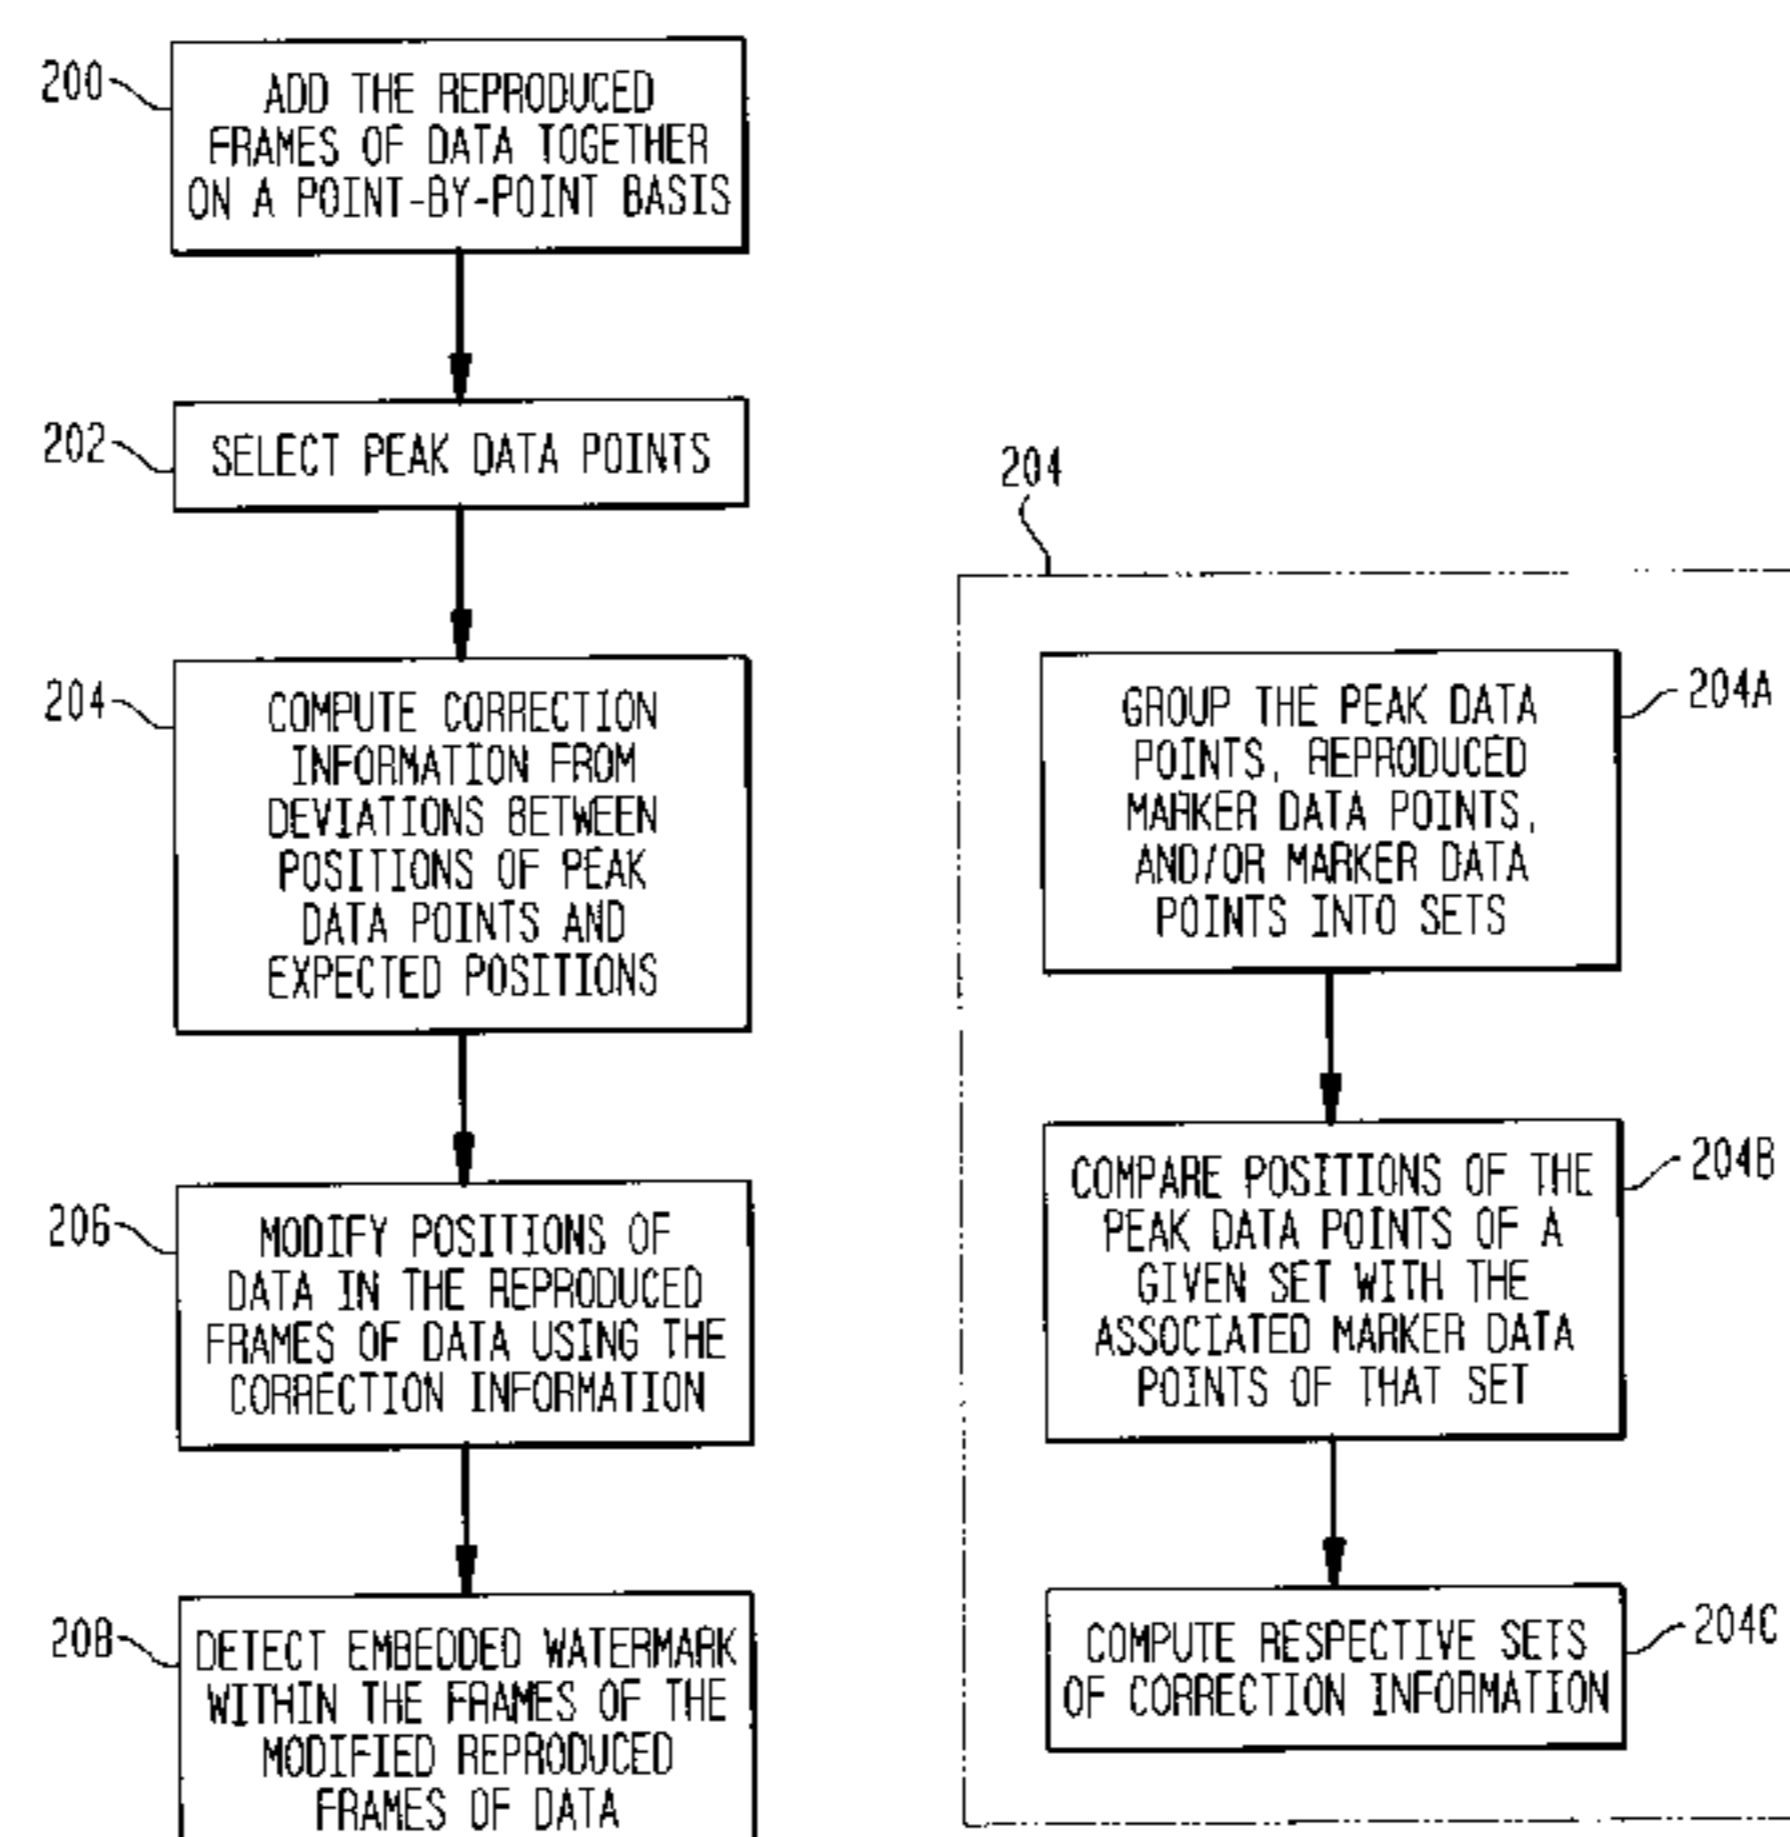 200
ADD THE REPRODUCED
FRAMES OF DATA TOGETHER
ON A POINT-BY-POINT BASIS
202
SELECT PEAK DATA POINTS
204
COMPUTE CORRECTION
INFORMATION FROM
DEVIATIONS BETWEEN
POSITIONS OF PEAK
DATA POINTS AND
EXPECTED POSITIONS
206
MODIFY POSITIONS OF
DATA IN THE REPRODUCED
FRAMES OF DATA USING THE
CORRECTION INFORMATION
208
DETECT EMBEDDED WATERMARK
WITHIN THE FRAMES OF THE
MODIFIED REPRODUCED
FRAMES OF DATA
204
204A
GROUP THE PEAK DATA
POINTS, REPRODUCED
MARKER DATA POINTS,
AND/OR MARKER DATA
POINTS INTO SETS
204B
COMPARE POSITIONS OF THE
PEAK DATA POINTS OF A
GIVEN SET WITH THE
ASSOCIATED MARKER DATA
POINTS OF THAT SET
204C
COMPUTE RESPECTIVE SETS
OF CORRECTION INFORMATION